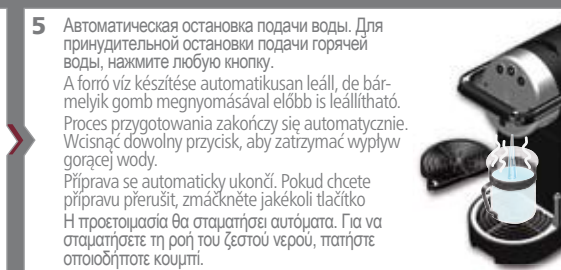 5 Автоматическая остановка подачи воды. Для
принудительной остановки подачи горячей
воды, нажмите любую кнопку.
A forró víz készítése automatikusan leáll, de bár-
melyik gomb megnyomásával előbb is leállítható.
Proces przygotowania zakończy się automatycznie.
Wcisnąć dowolny przycisk, aby zatrzymać wypływ
gorącej wody.
Příprava se automaticky ukončí. Pokud chcete
přípravu přerušit, zmáčkněte jakékoli tlačítko
Η προετοιμασία θα σταματήσει αυτόματα. Για να
σταματήσετε τη ροή του ζεστού νερού, πατήστε
οποιοδήποτε κουμπί.